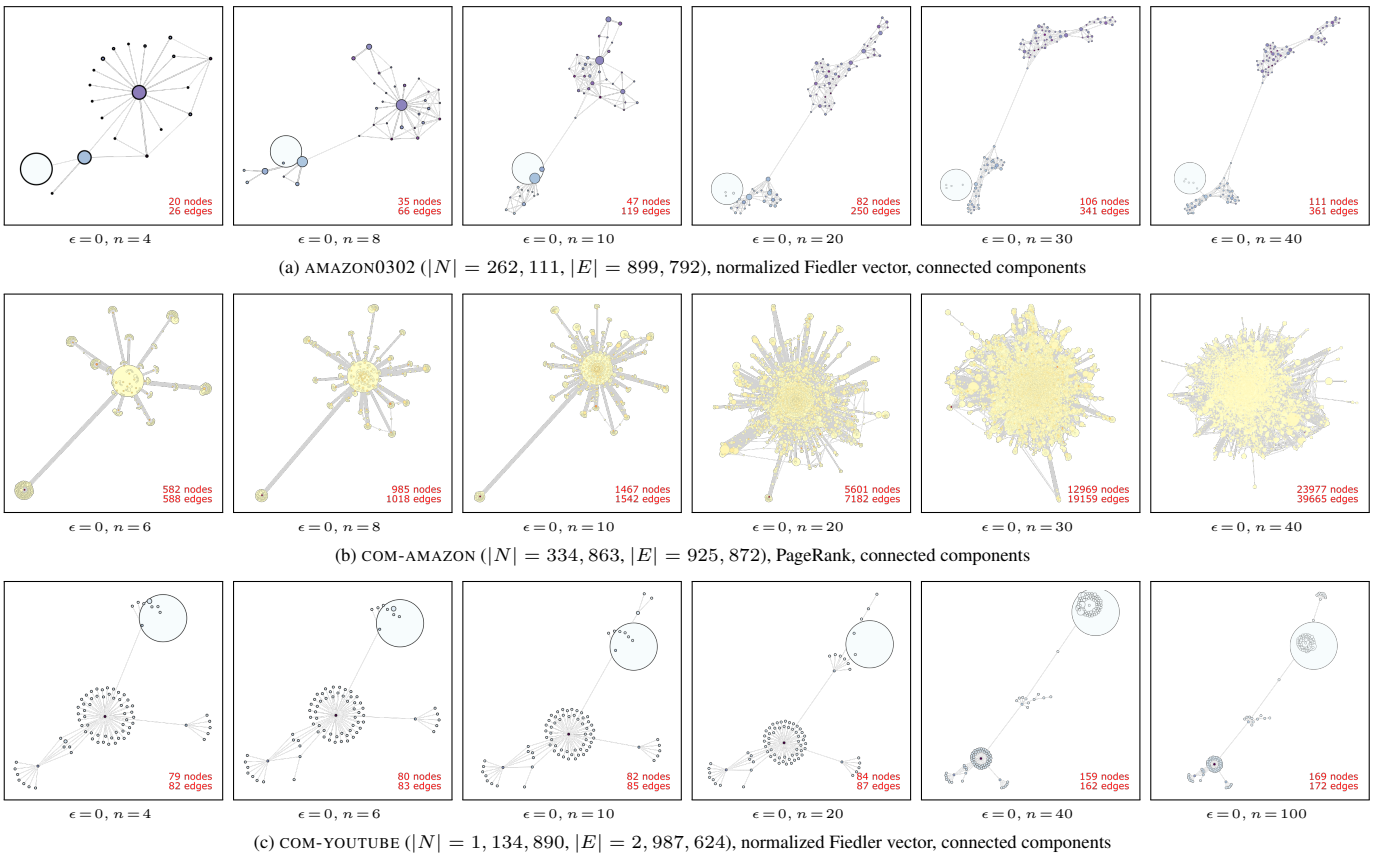 20 nodes
26 edges
35 nodes
66 edges
47 nodes
119 edges
82 nodes
250 edges
106 nodes
341 edges
111 nodes
361 edges
ϵ=0, n=4
ϵ=0, n=8
ϵ=0, n=10
ϵ=0, n=20
ϵ=0, n=30
ϵ=0, n=40
(a) AMAZON0302 (|N| = 262, 111, |E| = 899, 792), normalized Fiedler vector, connected components
582 nodes
588 edges
985 nodes
1018 edges
1467 nodes
1542 edges
5601 nodes
7182 edges
12969 nodes
19159 edges
23977 nodes
39665 edges
ϵ=0, n=6
ϵ=0, n=8
ϵ=0, n=10
ϵ=0, n=20
ϵ=0, n=30
ϵ=0, n=40
(b) COM-AMAZON (|N| = 334, 863, |E| = 925, 872), PageRank, connected components
79 nodes
82 edges
80 nodes
83 edges
82 nodes
85 edges
84 nodes
87 edges
159 nodes
162 edges
169 nodes
172 edges
ϵ=0, n=4
ϵ=0, n=6
ϵ=0, n=10
ϵ=0, n=20
ϵ=0, n=40
ϵ=0, n=100
(c) COM-YOUTUBE (|N| = 1, 134, 890, |E| = 2, 987, 624), normalized Fiedler vector, connected components